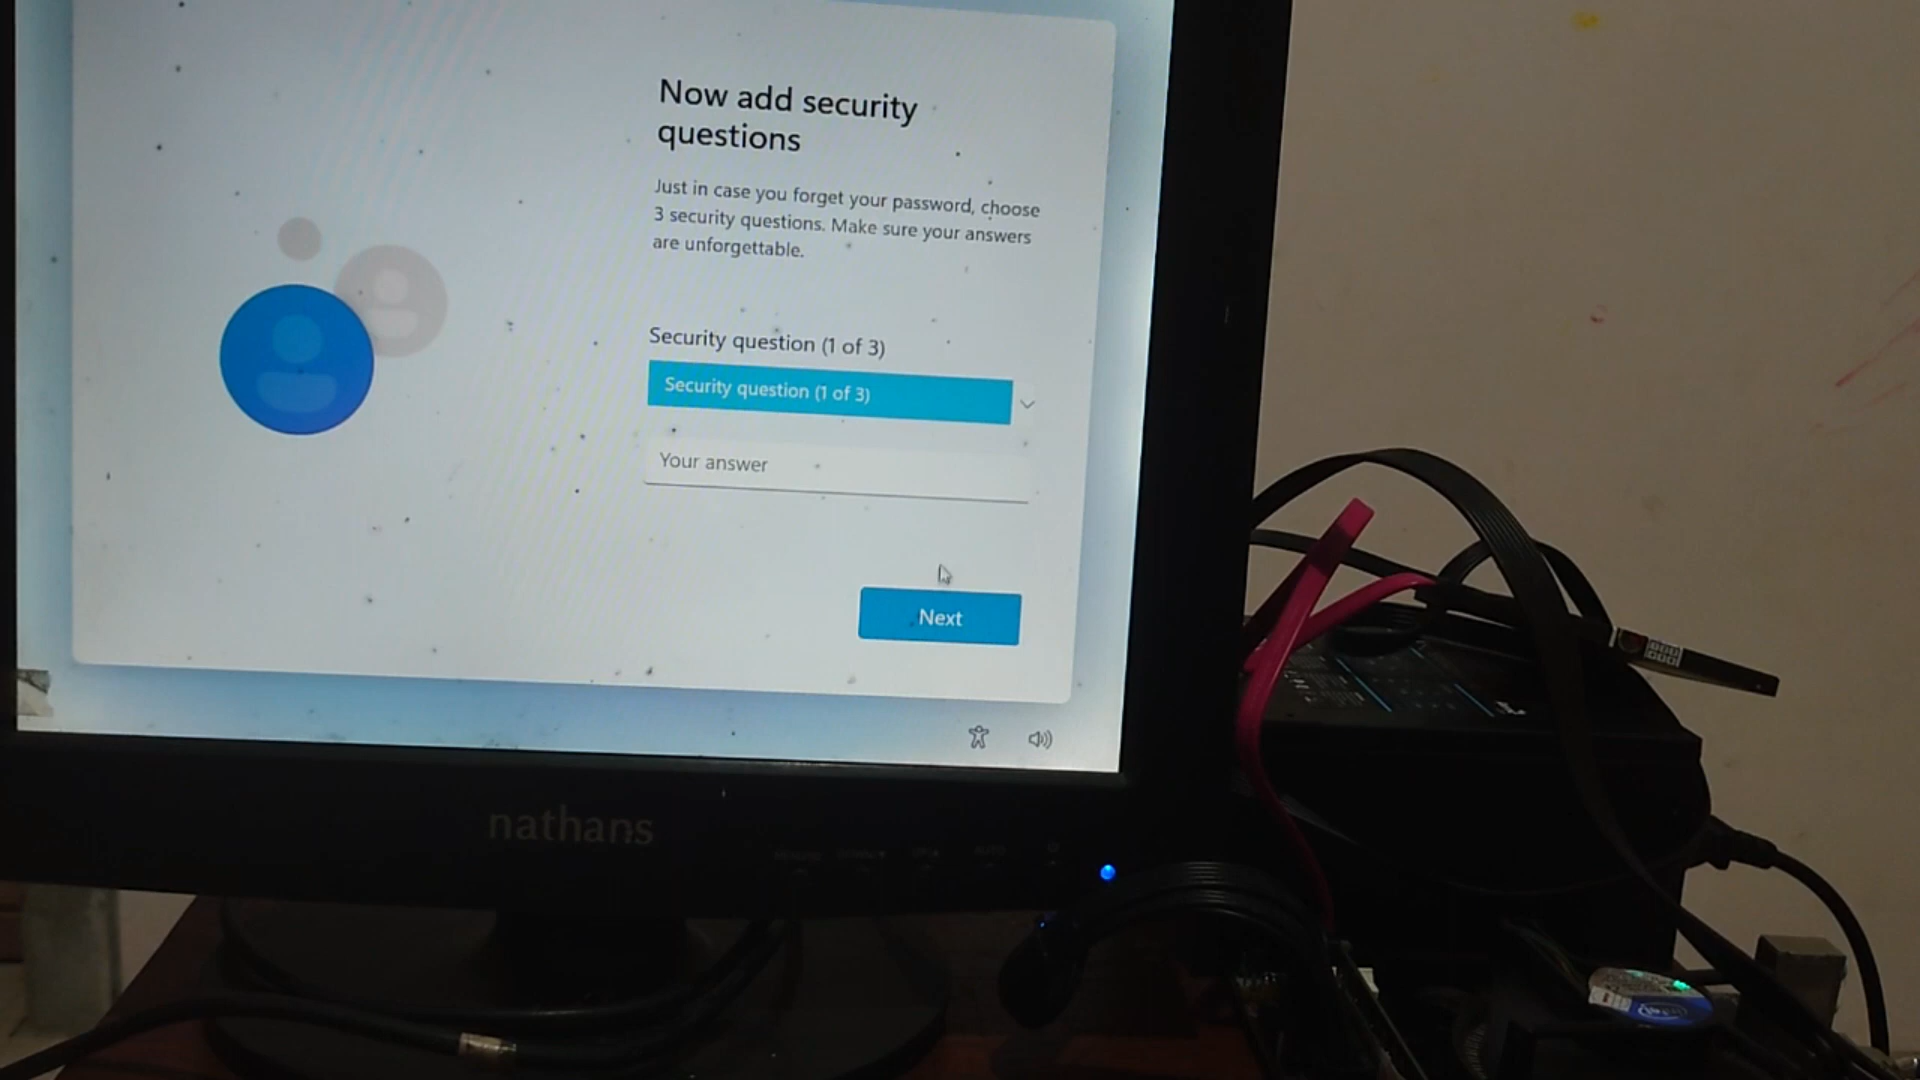 Now add security
questions
Just in case you forget your password, choose
3 security questions. Make sure your answers
are unforgettable.
Security question (1 of 3)
Security question (1 of 3)
Your answer
Next
nathans
intel